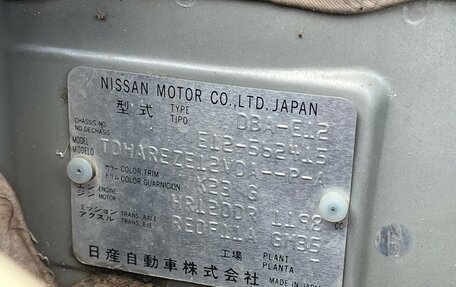 NISSAN MOTOR CO.,LTD. JAPAN
型式 TYPE TIPO DBA-E12
CHASSIS NO. NO. DE CHASIS E12-562415
MODEL MODELO TDHAREZE12VDA--P-A
カラー トリム COLOR,TRIM COLOR,GUARNICION K23 G
エンジン ENGINE MOTOR HR12DDR 1198 CC
ミッション アクスル TRANS. AXLE TRANS. EJE RE0F11A GM35
工場 PLANT PLANTA -
日産自動車株式会社 MADE IN JAPAN